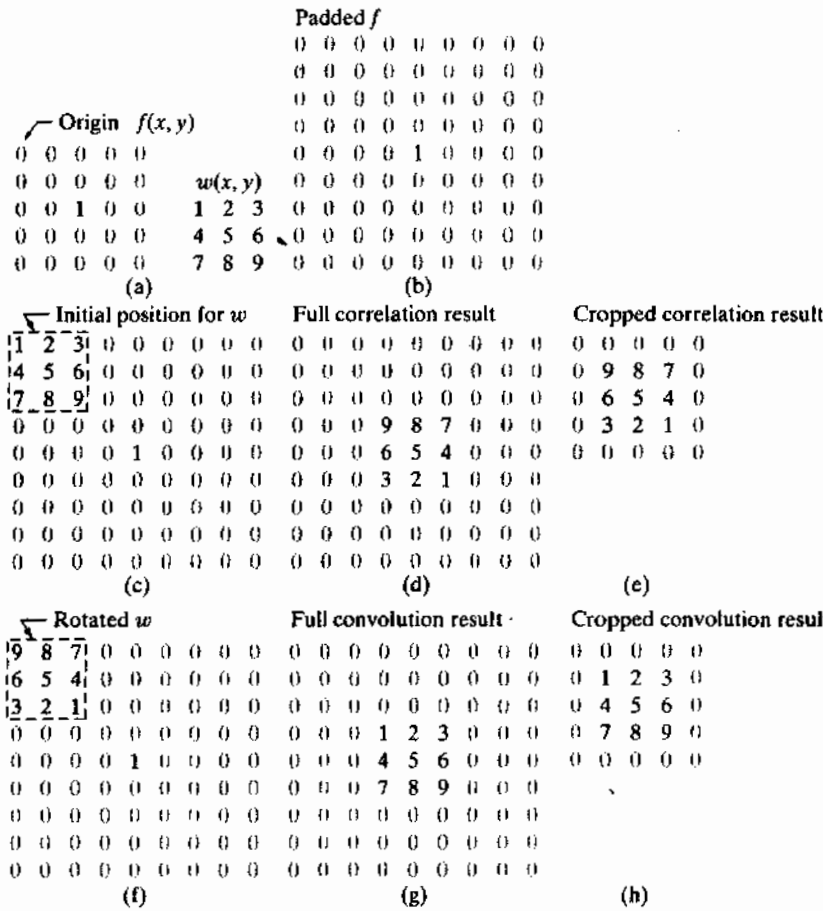 Origin f(x, y)
0 0 0 0 0
0 0 0 0 0
0 0 1 0 0
0 0 0 0 0
0 0 0 0 0
w(x, y)
1 2 3
4 5 6
7 8 9
(a)
Padded f
0 0 0 0 0 0 0 0 0
0 0 0 0 0 0 0 0 0
0 0 0 0 0 0 0 0 0
0 0 0 0 0 0 0 0 0
0 0 0 0 1 0 0 0 0
0 0 0 0 0 0 0 0 0
0 0 0 0 0 0 0 0 0
0 0 0 0 0 0 0 0 0
0 0 0 0 0 0 0 0 0
(b)
Initial position for w
1 2 3 0 0 0 0 0 0
4 5 6 0 0 0 0 0 0
7 8 9 0 0 0 0 0 0
0 0 0 0 0 0 0 0 0
0 0 0 0 1 0 0 0 0
0 0 0 0 0 0 0 0 0
0 0 0 0 0 0 0 0 0
0 0 0 0 0 0 0 0 0
0 0 0 0 0 0 0 0 0
(c)
Full correlation result
0 0 0 0 0 0 0 0 0
0 0 0 0 0 0 0 0 0
0 0 0 0 0 0 0 0 0
0 0 0 9 8 7 0 0 0
0 0 0 6 5 4 0 0 0
0 0 0 3 2 1 0 0 0
0 0 0 0 0 0 0 0 0
0 0 0 0 0 0 0 0 0
0 0 0 0 0 0 0 0 0
(d)
Cropped correlation result
0 0 0 0 0
0 9 8 7 0
0 6 5 4 0
0 3 2 1 0
0 0 0 0 0
(e)
Rotated w
9 8 7 0 0 0 0 0 0
6 5 4 0 0 0 0 0 0
3 2 1 0 0 0 0 0 0
0 0 0 0 0 0 0 0 0
0 0 0 0 1 0 0 0 0
0 0 0 0 0 0 0 0 0
0 0 0 0 0 0 0 0 0
0 0 0 0 0 0 0 0 0
0 0 0 0 0 0 0 0 0
(f)
Full convolution result
0 0 0 0 0 0 0 0 0
0 0 0 0 0 0 0 0 0
0 0 0 0 0 0 0 0 0
0 0 0 1 2 3 0 0 0
0 0 0 4 5 6 0 0 0
0 0 0 7 8 9 0 0 0
0 0 0 0 0 0 0 0 0
0 0 0 0 0 0 0 0 0
0 0 0 0 0 0 0 0 0
(g)
Cropped convolution resul
0 0 0 0 0
0 1 2 3 0
0 4 5 6 0
0 7 8 9 0
0 0 0 0 0
(h)